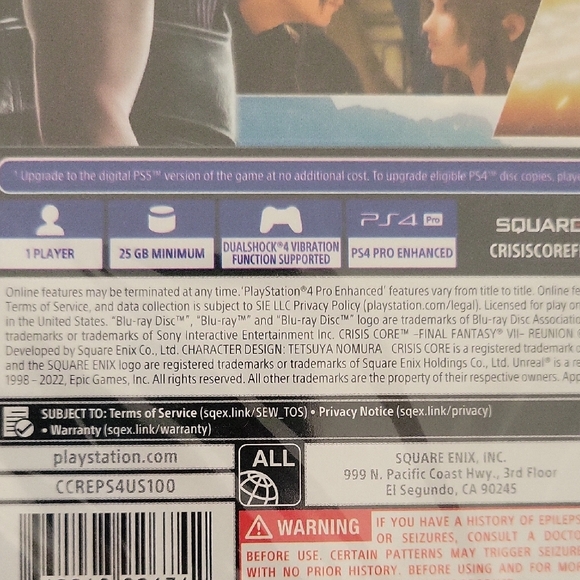 ¹ Upgrade to the digital PS5™ version of the game at no additional cost. To upgrade eligible PS4™ disc copies,
1 PLAYER
25 GB MINIMUM
DUALSHOCK®4 VIBRATION
FUNCTION SUPPORTED
PS4 Pro
PS4 PRO ENHANCED
SQUARE
CRISISCOREF
Online features may be terminated at any time. 'PlayStation®4 Pro Enhanced' features vary from title to title. Online
Terms of Service, and data collection is subject to SIE LLC Privacy Policy (playstation.com/legal). Licensed for play
in the United States. "Blu-ray Disc™", "Blu-ray™" and "Blu-ray Disc™" logo are trademarks of Blu-ray Disc
trademarks or trademarks of Sony Interactive Entertainment Inc. CRISIS CORE™ –FINAL FANTASY® VII– REUNION
Developed by Square Enix Co., Ltd. CHARACTER DESIGN: TETSUYA NOMURA CRISIS CORE is a registered trademark
and the SQUARE ENIX logo are registered trademarks or trademarks of Square Enix Holdings Co., Ltd. Unreal® is a
1998 – 2022, Epic Games, Inc. All rights reserved. All other trademarks are the property of their respective owners.
SUBJECT TO: Terms of Service (sqex.link/SEW_TOS) • Privacy Notice (sqex.link/privacy)
• Warranty (sqex.link/warranty)
playstation.com
CCREPS4US100
ALL
SQUARE ENIX, INC.
999 N. Pacific Coast Hwy., 3rd Floor
El Segundo, CA 90245
WARNING
IF YOU HAVE A HISTORY OF
OR SEIZURES, CONSULT A
BEFORE USE. CERTAIN PATTERNS MAY TRIGGER
WITH NO PRIOR HISTORY. BEFORE USING AND FOR